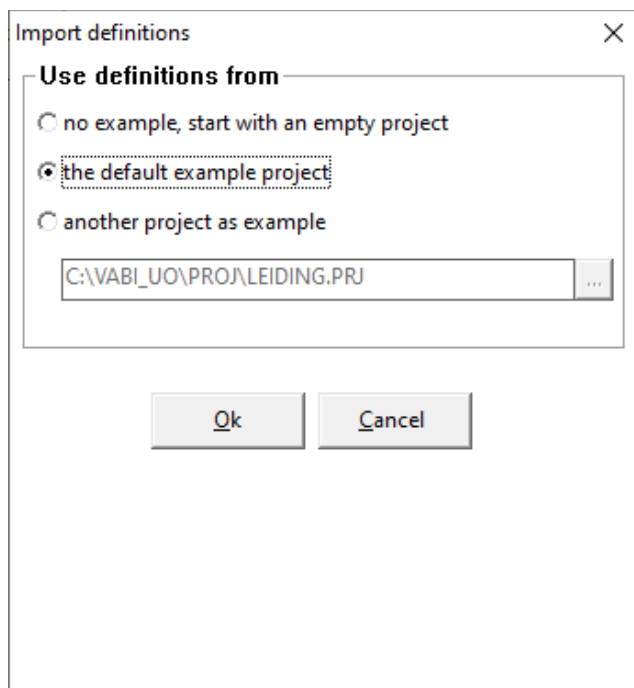 Import definitions
Use definitions from
no example, start with an empty project
the default example project
another project as example
C:\VABI_UO\PROJ\LEIDING.PRJ
...
Ok
Cancel